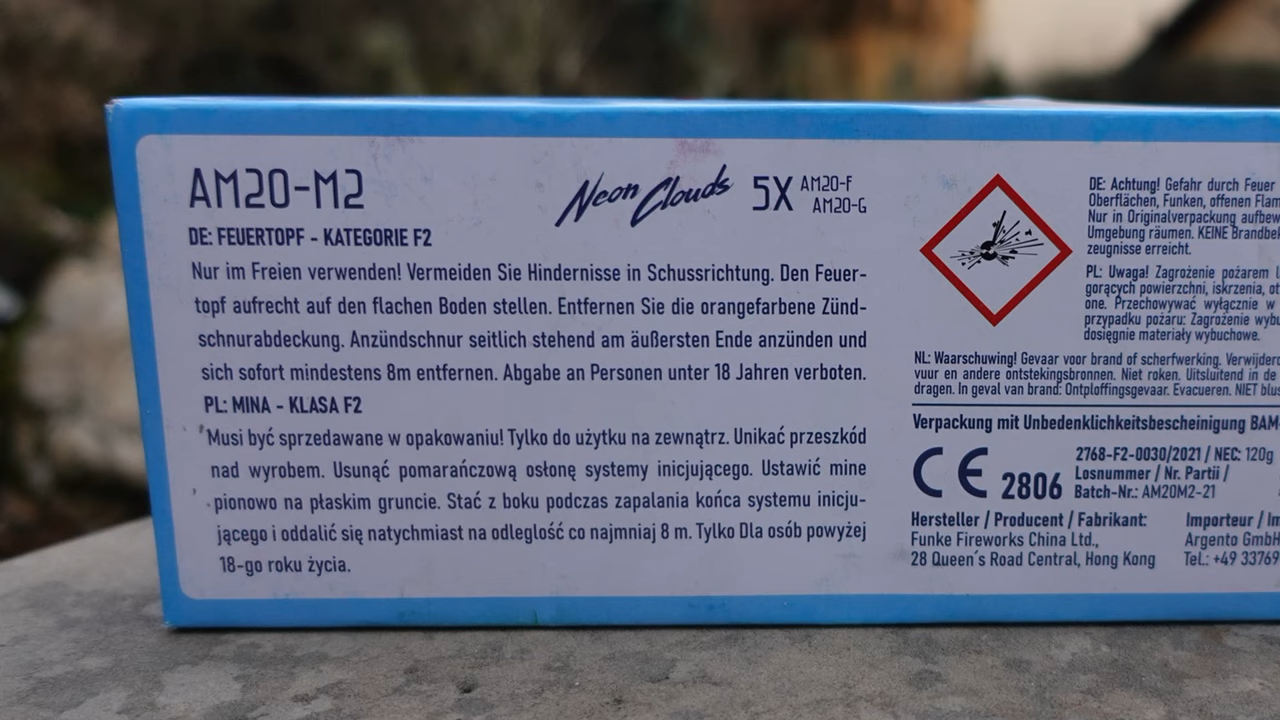 AM20-M2
Neon Clouds 5X AM20-F
AM20-G
DE: FEUERTOPF - KATEGORIE F2
Nur im Freien verwenden! Vermeiden Sie Hindernisse in Schussrichtung. Den Feuer-
topf aufrecht auf den flachen Boden stellen. Entfernen Sie die orangefarbene Zünd-
schnurabdeckung. Anzündschnur seitlich stehend am äußersten Ende anzünden und
sich sofort mindestens 8m entfernen. Abgabe an Personen unter 18 Jahren verboten.
PL: MINA - KLASA F2
Musi być sprzedawane w opakowaniu! Tylko do użytku na zewnątrz. Unikać przeszkód
nad wyrobem. Usunąć pomarańczową osłonę systemy inicjującego. Ustawić mine
pionowo na płaskim gruncie. Stać z boku podczas zapalania końca systemu inicju-
jącego i oddalić się natychmiast na odległość co najmniej 8 m. Tylko Dla osób powyżej
18-go roku życia.
DE: Achtung! Gefahr durch Feuer
Oberflächen, Funken, offenen
Nur in Originalverpackung
Umgebung räumen. KEINE
zeugnisse erreicht.
PL: Uwaga! Zagrożenie pożarem
gorących powierzchni, iskrzenia,
one. Przechowywać wyłącznie w
przypadku pożaru: Zagrożenie
dosięgnie materiały wybuchowe.
NL: Waarschuwing! Gevaar voor brand of scherfwerking.
vuur en andere ontstekingsbronnen. Niet roken. Uitsluitend in de
dragen. In geval van brand: Ontploffingsgevaar. Evacueren. NIET
Verpackung mit Unbedenklichkeitsbescheinigung BAM-
CE 2806
2768-F2-0030/2021 / NEC: 120g
Losnummer / Nr. Partii /
Batch-Nr.: AM20M2-21
Hersteller / Producent / Fabrikant:
Funke Fireworks China Ltd.,
28 Queen´s Road Central, Hong Kong
Importeur /
Argento GmbH
Tel.: +49 33769